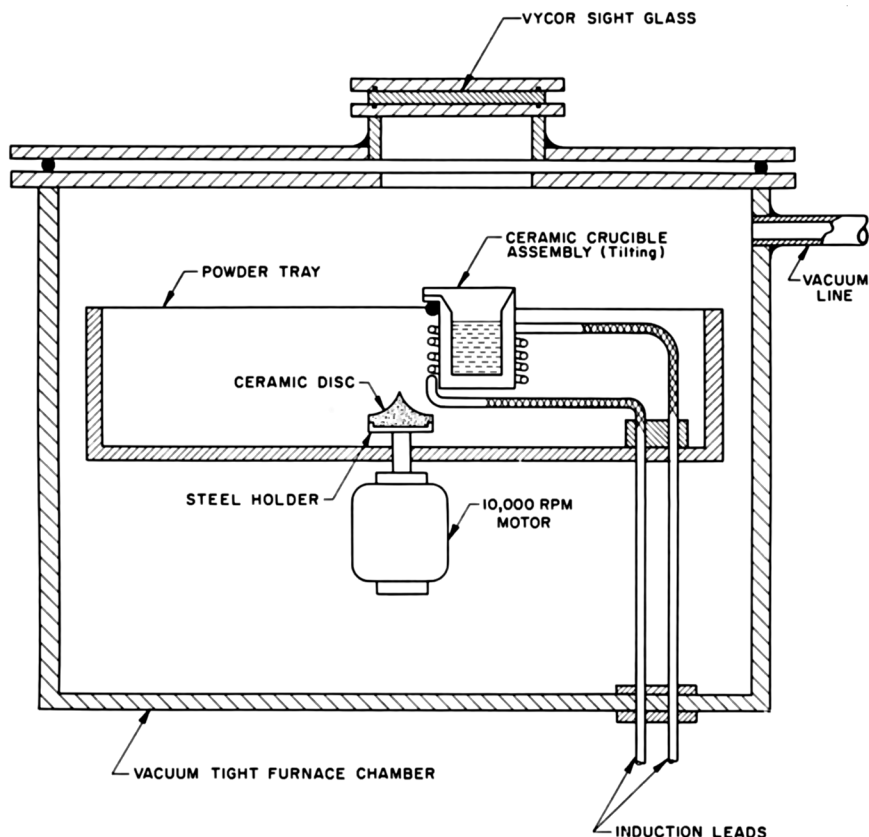 VYCOR SIGHT GLASS
CERAMIC CRUCIBLE
ASSEMBLY (Tilting)
POWDER TRAY
VACUUM
LINE
CERAMIC DISC
STEEL HOLDER
10,000 RPM
MOTOR
VACUUM TIGHT FURNACE CHAMBER
INDUCTION LEADS